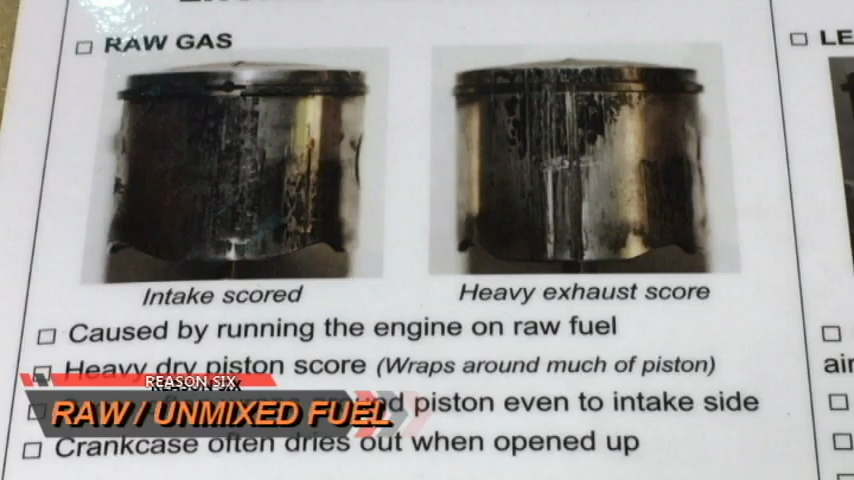 RAW GAS
LE
Intake scored
Heavy exhaust score
Caused by running the engine on raw fuel
Heavy dry piston score (Wraps around much of piston)
air
REASON SIX
RAW / UNMIXED FUEL
piston even to intake side
Crankcase often dries out when opened up